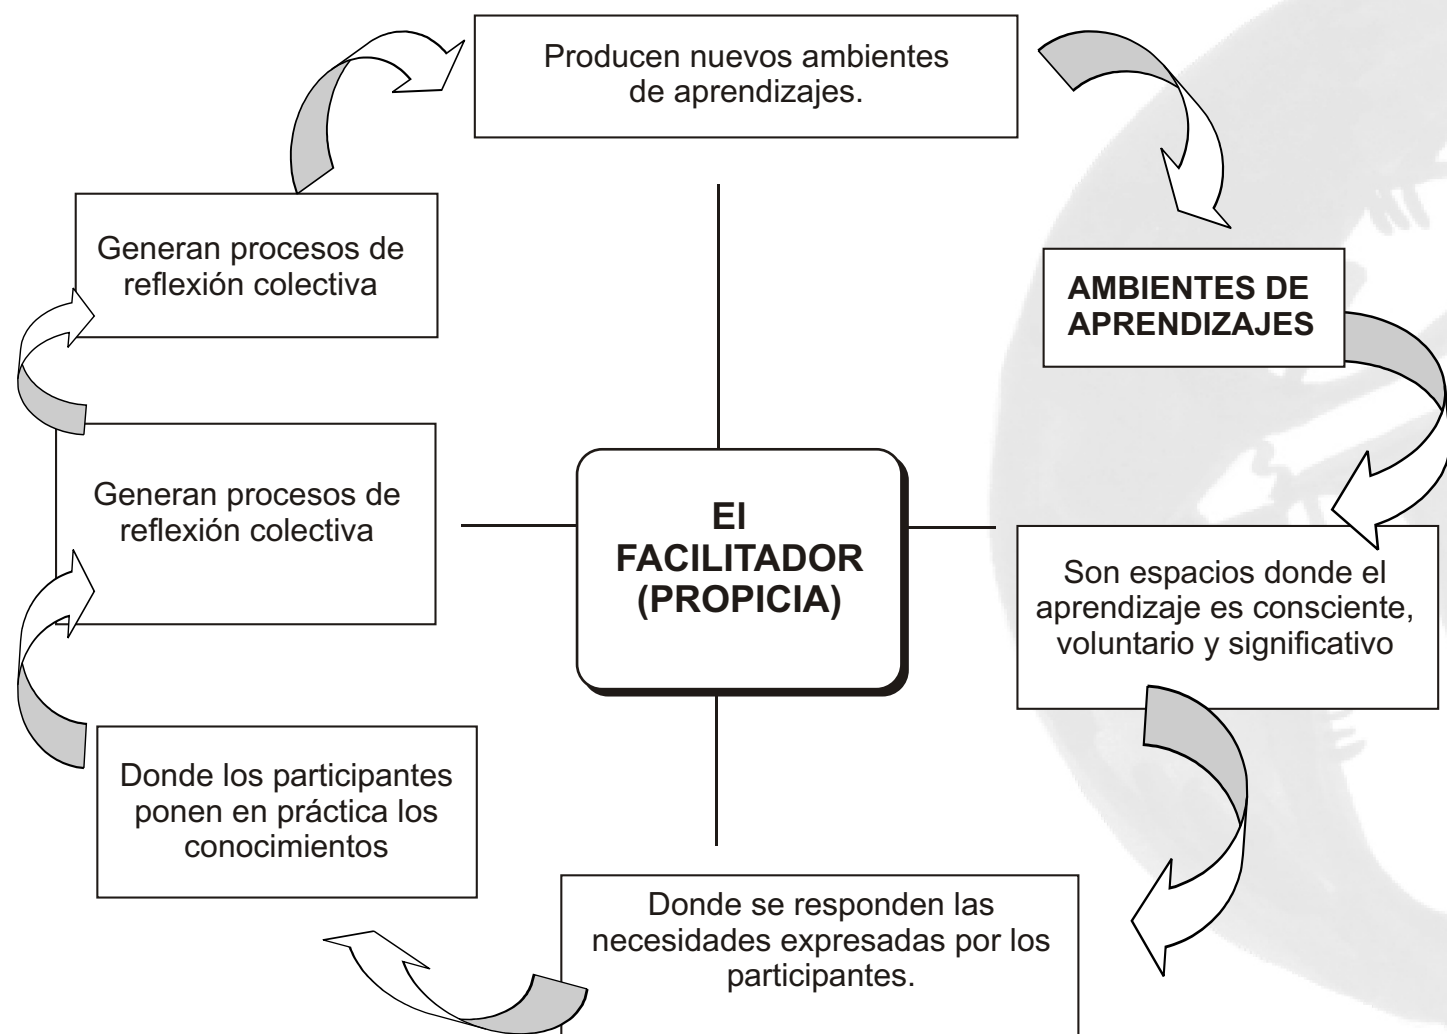 Producen nuevos ambientes
de aprendizajes.
Generan procesos de
reflexión colectiva
AMBIENTES DE
APRENDIZAJES
Generan procesos de
reflexión colectiva
El
FACILITADOR
(PROPICIA)
Son espacios donde el
aprendizaje es consciente,
voluntario y significativo
Donde los participantes
ponen en práctica los
conocimientos
Donde se responden las
necesidades expresadas por los
participantes.